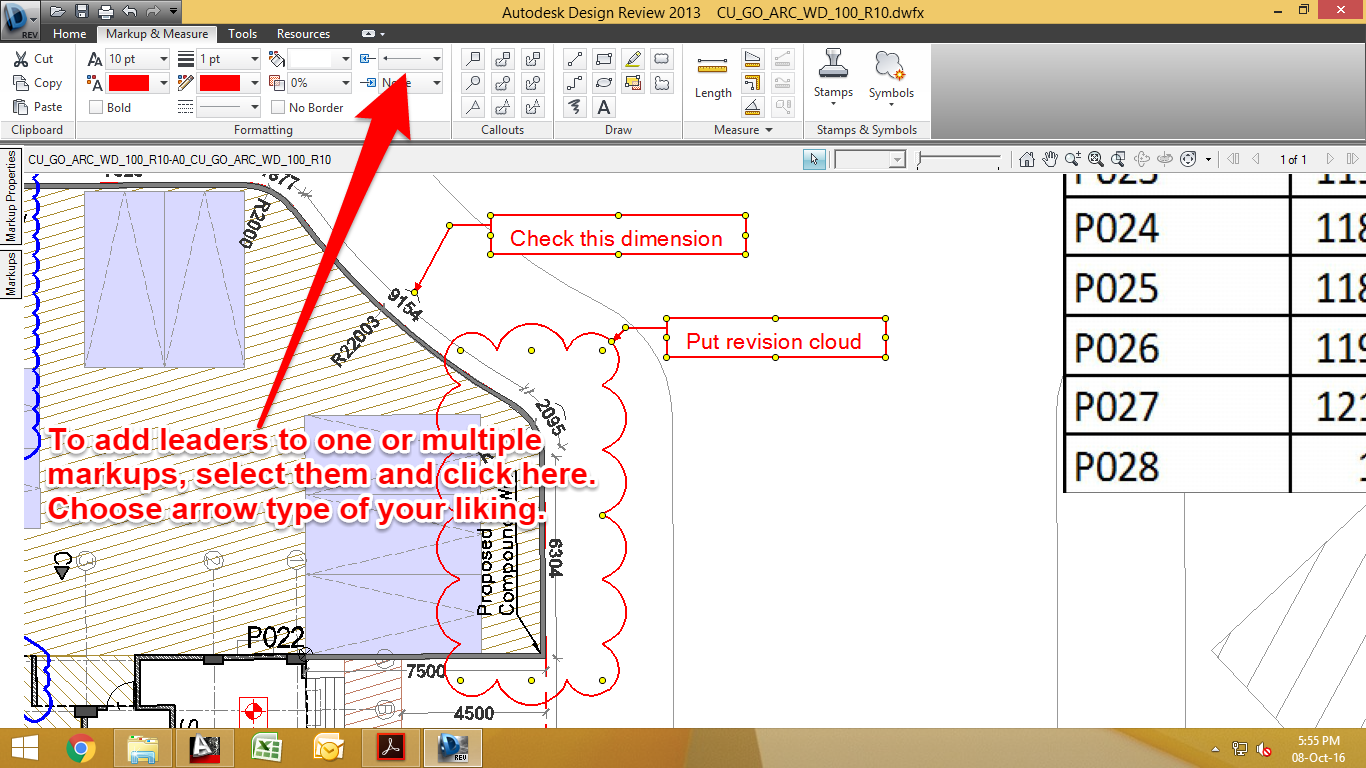 Autodesk Design Review 2013 CU_GO_ARC_WD_100_R10.dwfx
REV
Home Markup & Measure Tools Resources
Cut
Copy
Paste
Clipboard
10 pt
1 pt
0%
Bold
No Border
Formatting
Callouts
A
Draw
Length
Measure
Stamps
Symbols
Stamps & Symbols
CU_GO_ARC_WD_100_R10-A0_CU_GO_ARC_WD_100_R10
1 of 1
Markup Properties
Markups
R2000
Check this dimension
9154
R22003
Put revision cloud
2095
To add leaders to one or multiple
markups, select them and click here.
Choose arrow type of your liking.
Proposed
6304
C
P022
7500
4500
P024
P025
P026
P027
P028
118
118
119
121
REV
5:55 PM
08-Oct-16